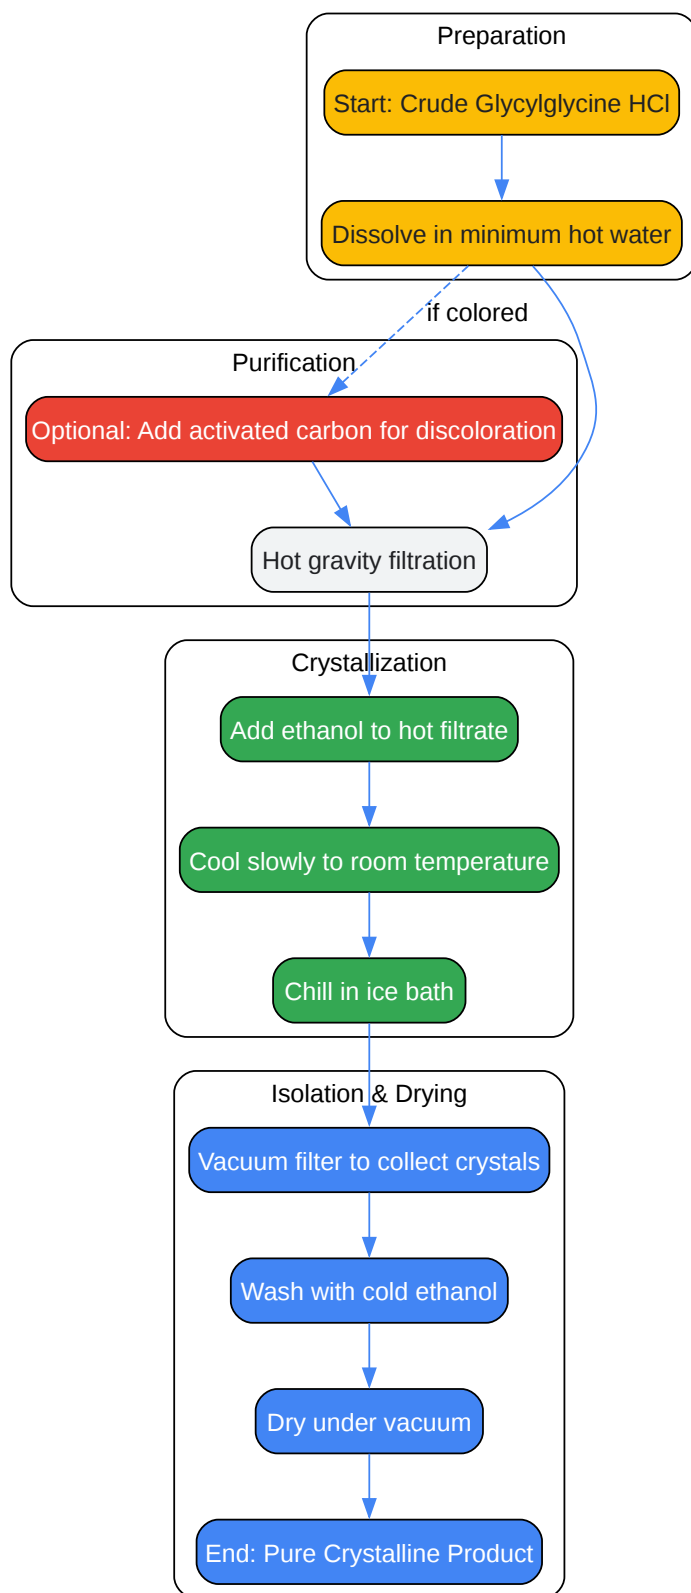 Preparation
Start: Crude Glycylglycine HCl
Dissolve in minimum hot water
if colored
Purification
Optional: Add activated carbon for discoloration
Hot gravity filtration
Crystallization
Add ethanol to hot filtrate
Cool slowly to room temperature
Chill in ice bath
Isolation & Drying
Vacuum filter to collect crystals
Wash with cold ethanol
Dry under vacuum
End: Pure Crystalline Product